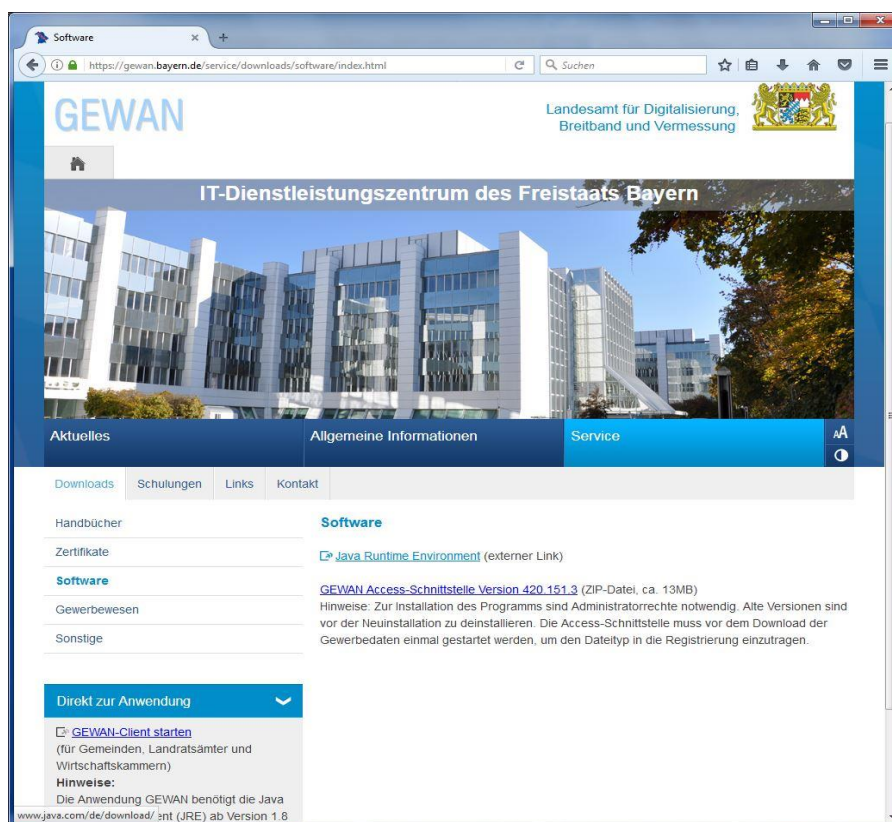 Software
https://gewan.bayern.de/service/downloads/software/index.html
Suchen
GEWAN
Landesamt für Digitalisierung,
Breitband und Vermessung
IT-Dienstleistungszentrum des Freistaats Bayern
Aktuelles
Allgemeine Informationen
Service
AA
Downloads
Schulungen
Links
Kontakt
Handbücher
Zertifikate
Software
Gewerbewesen
Sonstige
Software
Java Runtime Environment (externer Link)
GEWAN Access-Schnittstelle Version 420.151.3 (ZIP-Datei, ca. 13MB)
Hinweise: Zur Installation des Programms sind Administratorrechte notwendig. Alte Versionen sind
vor der Neuinstallation zu deinstallieren. Die Access-Schnittstelle muss vor dem Download der
Gewerbedaten einmal gestartet werden, um den Dateityp in die Registrierung einzutragen.
Direkt zur Anwendung
GEWAN-Client starten
(für Gemeinden, Landratsämter und
Wirtschaftskammern)
Hinweise:
Die Anwendung GEWAN benötigt die Java
www.java.com/de/download/ ent (JRE) ab Version 1.8